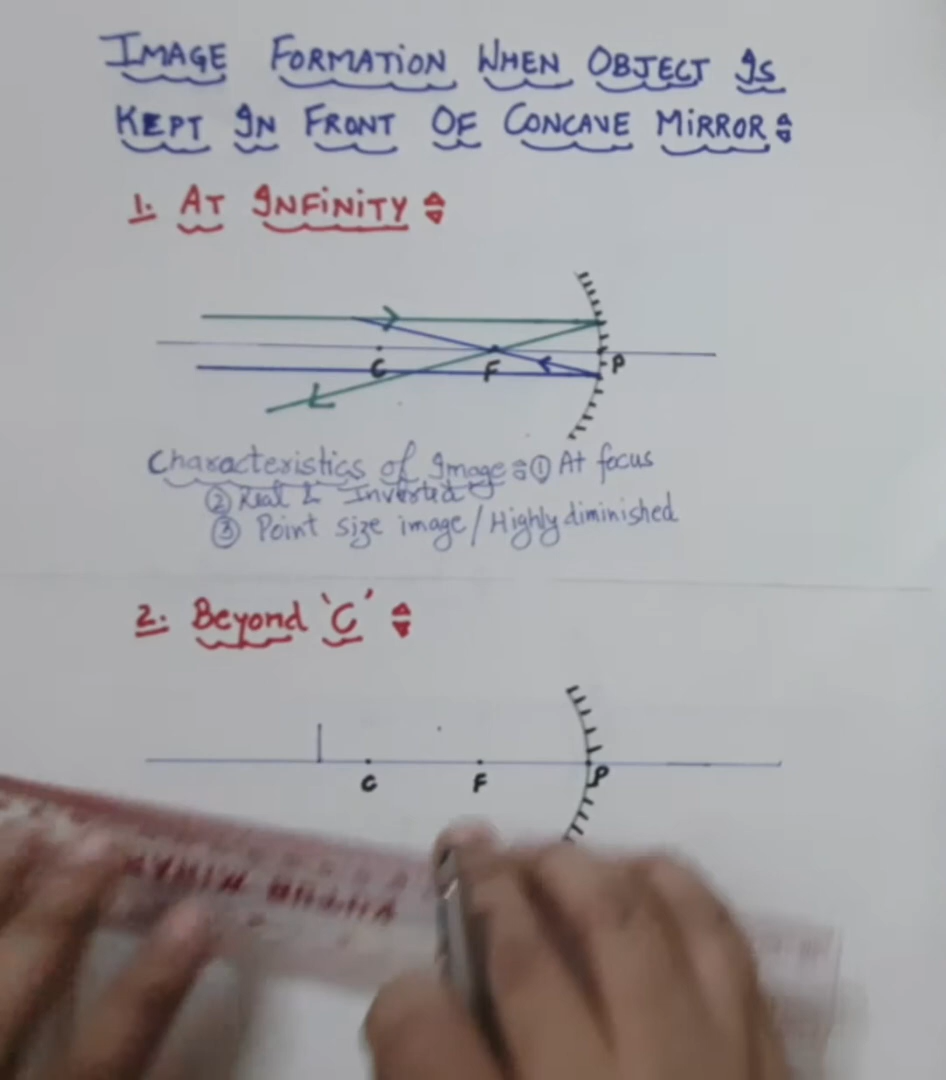 IMAGE FORMATION WHEN OBJECT IS
KEPT IN FRONT OF CONCAVE MIRROR:
1. AT INFINITY:
C F P
Characteristics of Image: ① At focus
② Real & Inverted
③ Point size image / Highly diminished
2. Beyond 'C':
C F P